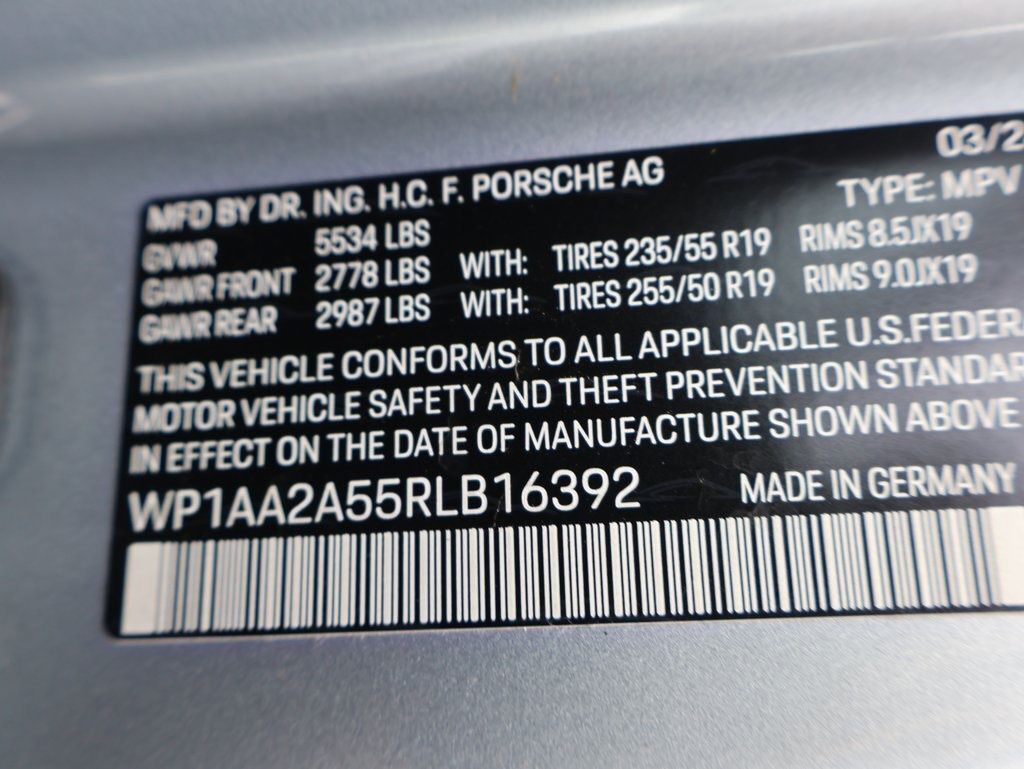 03/2
MFD BY DR. ING. H.C. F. PORSCHE AG
TYPE: MPV
GVWR 5534 LBS
GAWR FRONT 2778 LBS WITH: TIRES 235/55 R19 RIMS 8.5JX19
GAWR REAR 2987 LBS WITH: TIRES 255/50 R19 RIMS 9.0JX19
THIS VEHICLE CONFORMS TO ALL APPLICABLE U.S.FEDERA
MOTOR VEHICLE SAFETY AND THEFT PREVENTION STANDAR
IN EFFECT ON THE DATE OF MANUFACTURE SHOWN ABOVE
WP1AA2A55RLB16392 MADE IN GERMANY